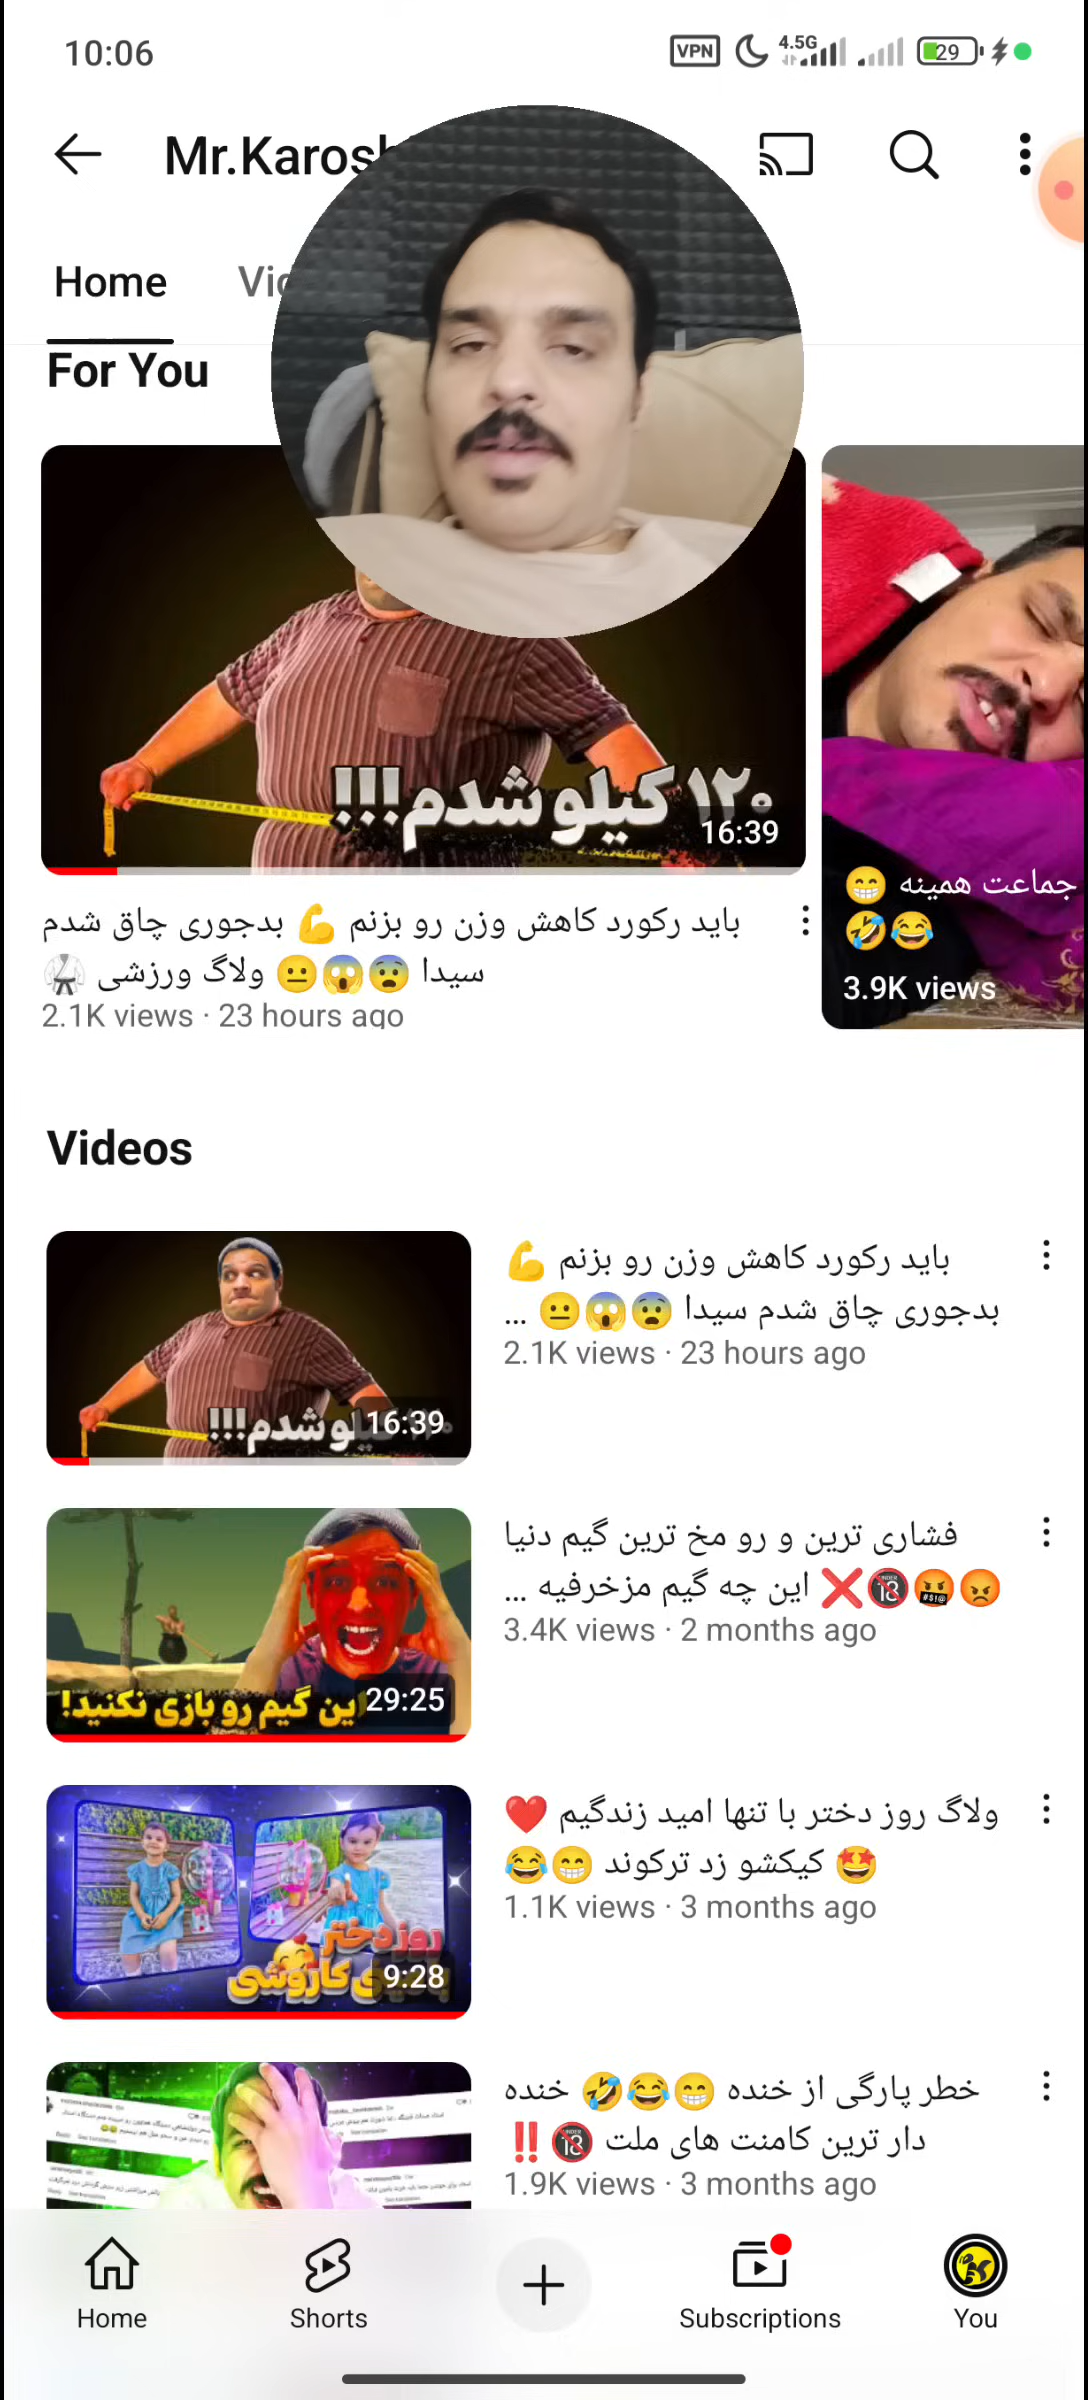 10:06
VPN
4.5G
29
Mr.Karosh
Home
For You
۱۲۰ کیلو شدم!!!
16:39
باید رکورد کاهش وزن رو بزنم 💪 بدجوری چاق شدم
سیدا 😨😱😐 ولاگ ورزشی 🥋
2.1K views · 23 hours ago
جماعت همینه 😁
😂🤣
3.9K views
Videos
باید رکورد کاهش وزن رو بزنم 💪
بدجوری چاق شدم سیدا 😨😱😐 ...
2.1K views · 23 hours ago
شدم!!!
16:39
فشاری ترین و رو مخ ترین گیم دنیا
😡🤬🔞❌ این چه گیم مزخرفیه ...
3.4K views · 2 months ago
ین گیم رو بازی نکنید!
29:25
ولاگ روز دختر با تنها امید زندگیم ❤️
🤩 کیکشو زد ترکوند 😁😂
1.1K views · 3 months ago
روز دختر
کاروشی
9:28
خطر پارگی از خنده 😁😂🤣 خنده
دار ترین کامنت های ملت 🔞‼️
1.9K views · 3 months ago
Home
Shorts
Subscriptions
You